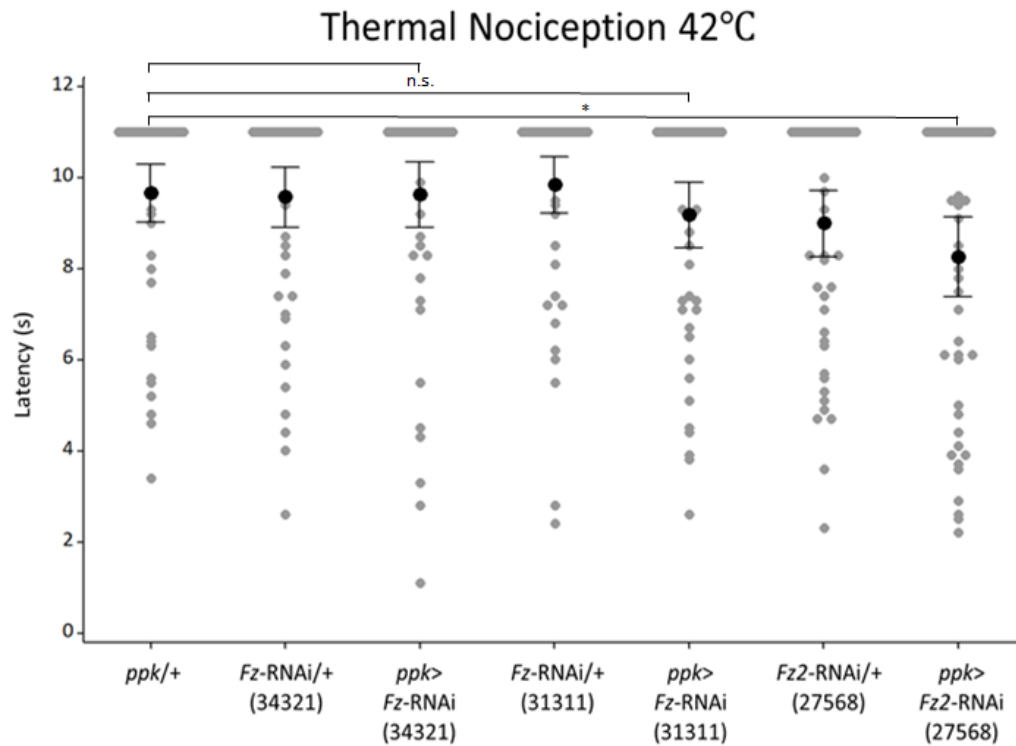 Thermal Nociception 42℃
n.s.
*
12
10
8
6
4
2
0
Latency (s)
ppk/+
Fz-RNAi/+
(34321)
ppk>
Fz-RNAi
(34321)
Fz-RNAi/+
(31311)
ppk>
Fz-RNAi
(31311)
Fz2-RNAi/+
(27568)
ppk>
Fz2-RNAi
(27568)